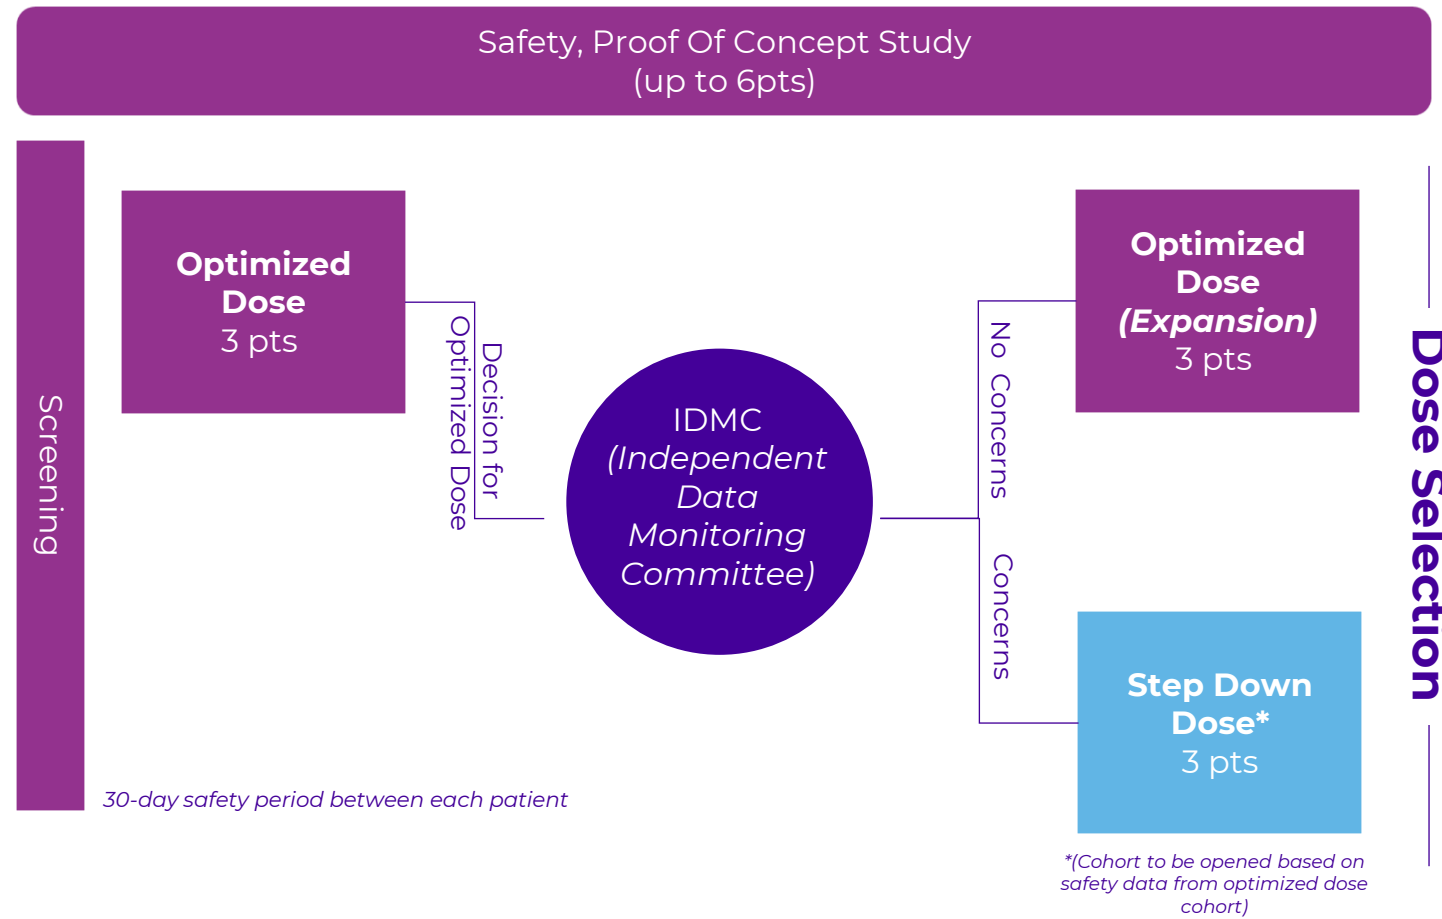 Safety, Proof Of Concept Study
(up to 6pts)
Screening
Optimized
Dose
3 pts
Decision for
Optimized Dose
IDMC
(Independent
Data
Monitoring
Committee)
No Concerns
Concerns
Optimized
Dose
(Expansion)
3 pts
Step Down
Dose*
3 pts
*(Cohort to be opened based on
safety data from optimized dose
cohort)
Dose Selection
30-day safety period between each patient